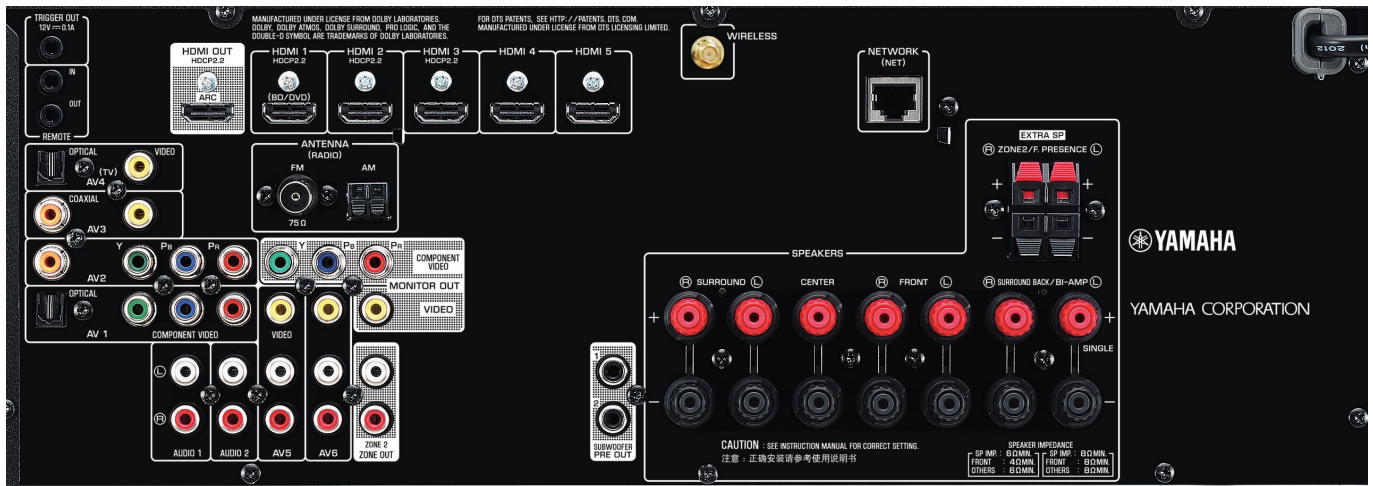 TRIGGER OUT
12V⎓0.1A
IN
OUT
REMOTE
MANUFACTURED UNDER LICENSE FROM DOLBY LABORATORIES.
DOLBY, DOLBY ATMOS, DOLBY SURROUND, PRO LOGIC, AND THE
DOUBLE-D SYMBOL ARE TRADEMARKS OF DOLBY LABORATORIES.
FOR DTS PATENTS, SEE HTTP://PATENTS.DTS.COM.
MANUFACTURED UNDER LICENSE FROM DTS LICENSING LIMITED.
HDMI OUT
HDCP2.2
ARC
HDMI 1
HDCP2.2
(BD/DVD)
HDMI 2
HDCP2.2
HDMI 3
HDCP2.2
HDMI 4
HDMI 5
WIRELESS
NETWORK
(NET)
2012
ANTENNA
(RADIO)
FM
AM
75Ω
OPTICAL
(TV)
VIDEO
AV4
COAXIAL
AV3
AV2
Y PB PR
OPTICAL
AV 1
COMPONENT VIDEO
Y PB PR
COMPONENT
VIDEO
MONITOR OUT
VIDEO
VIDEO
L
R
AUDIO 1
AUDIO 2
AV5
AV6
ZONE 2
ZONE OUT
1
2
SUBWOOFER
PRE OUT
EXTRA SP
R ZONE2/F. PRESENCE L
+ +
− −
SPEAKERS
R SURROUND L
CENTER
R FRONT L
R SURROUND BACK/BI-AMP L
+ +
SINGLE
− −
CAUTION : SEE INSTRUCTION MANUAL FOR CORRECT SETTING.
注意 : 正确安装请参考使用说明书
SPEAKER IMPEDANCE
SP IMP. : 6ΩMIN.
FRONT : 4ΩMIN.
OTHERS : 6ΩMIN.
SP IMP. : 8ΩMIN.
FRONT : 8ΩMIN.
OTHERS : 8ΩMIN.
YAMAHA
YAMAHA CORPORATION